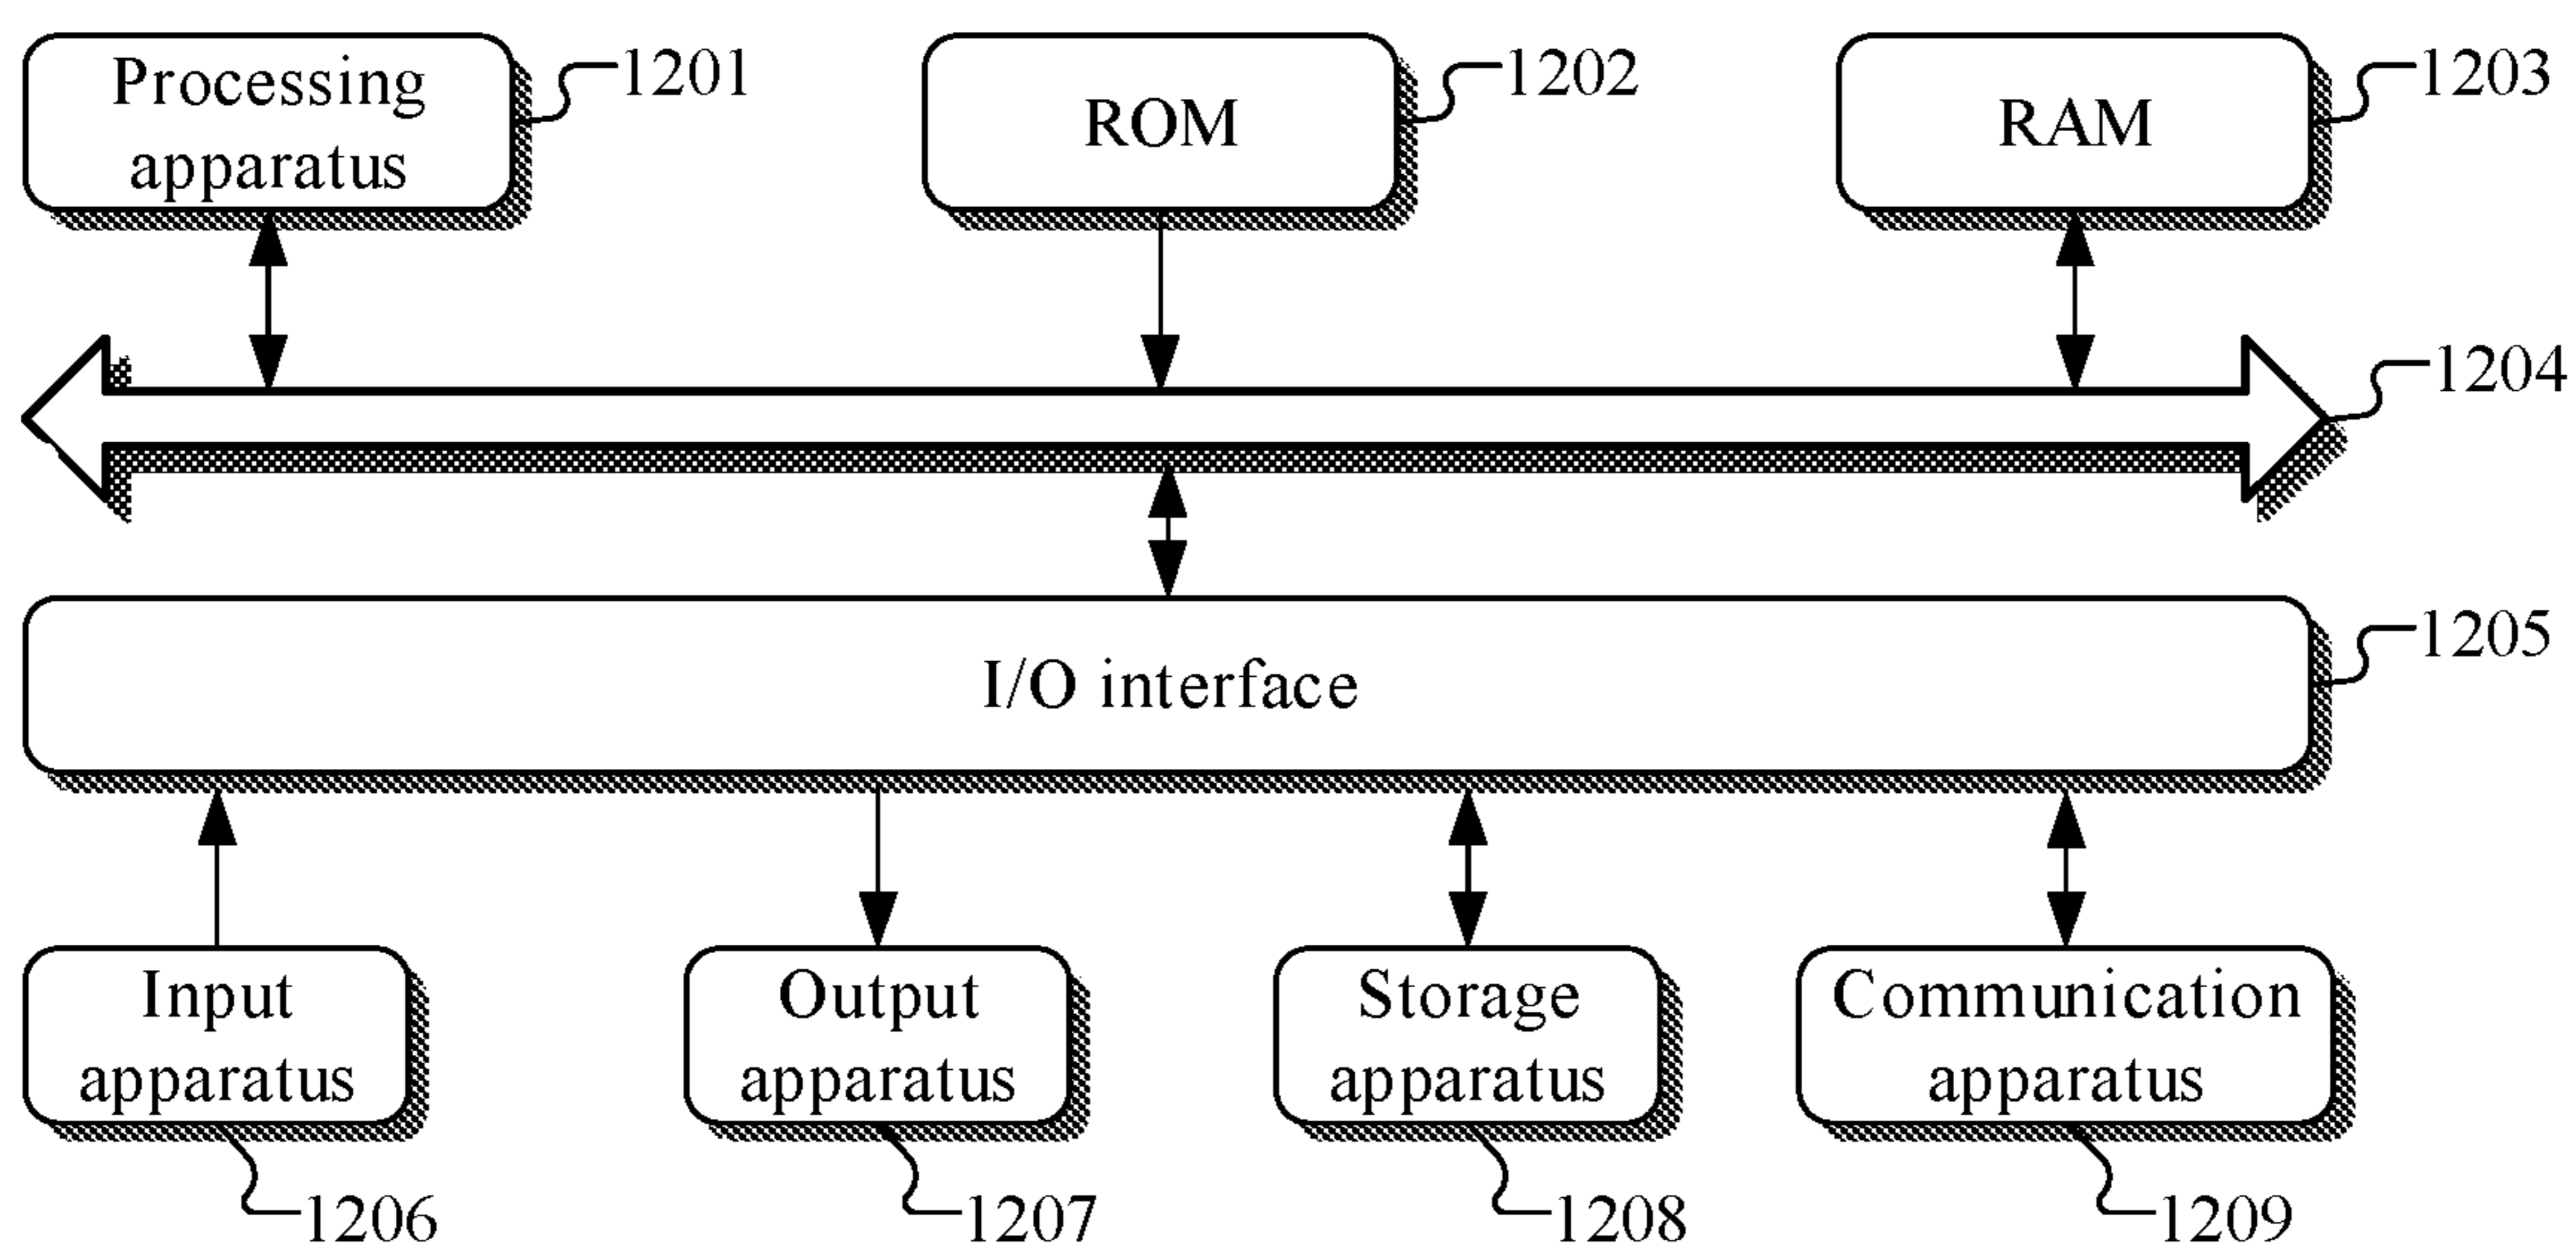 Processing
apparatus
1201
ROM
1202
RAM
1203
1204
I/O interface
1205
Input
apparatus
1206
Output
apparatus
1207
Storage
apparatus
1208
Communication
apparatus
1209